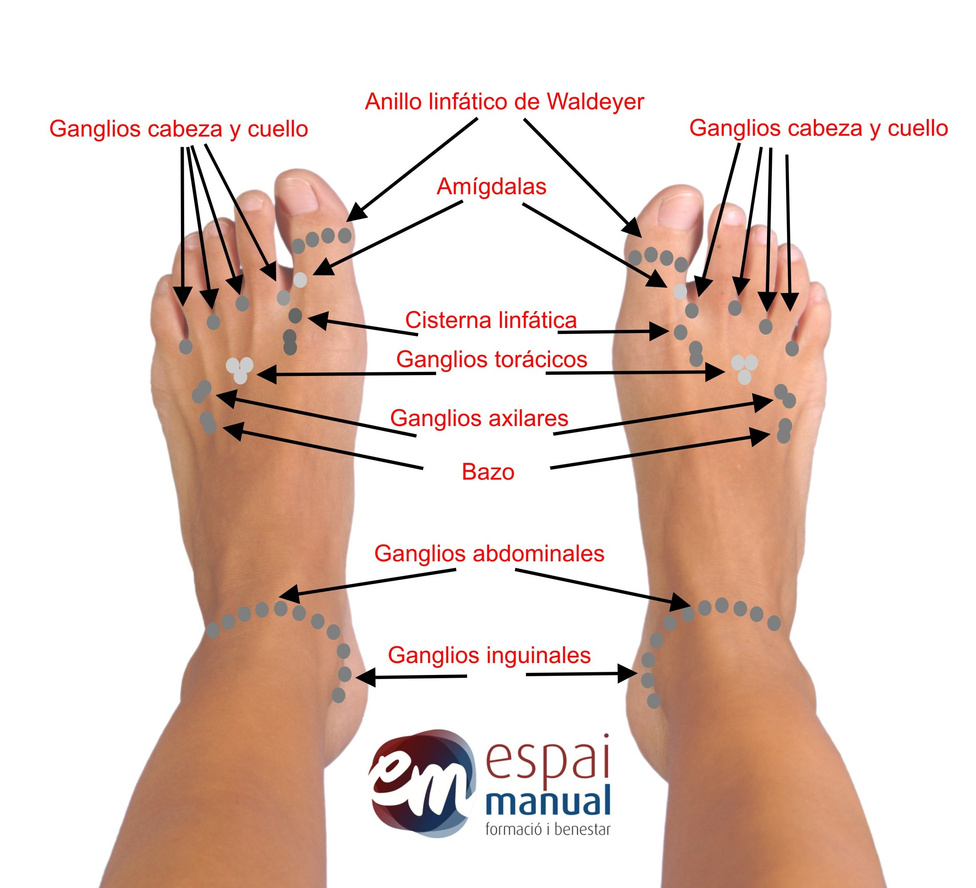 Anillo linfático de Waldeyer
Ganglios cabeza y cuello
Ganglios cabeza y cuello
Amígdalas
Cisterna linfática
Ganglios torácicos
Ganglios axilares
Bazo
Ganglios abdominales
Ganglios inguinales
em
espai
manual
formació i benestar